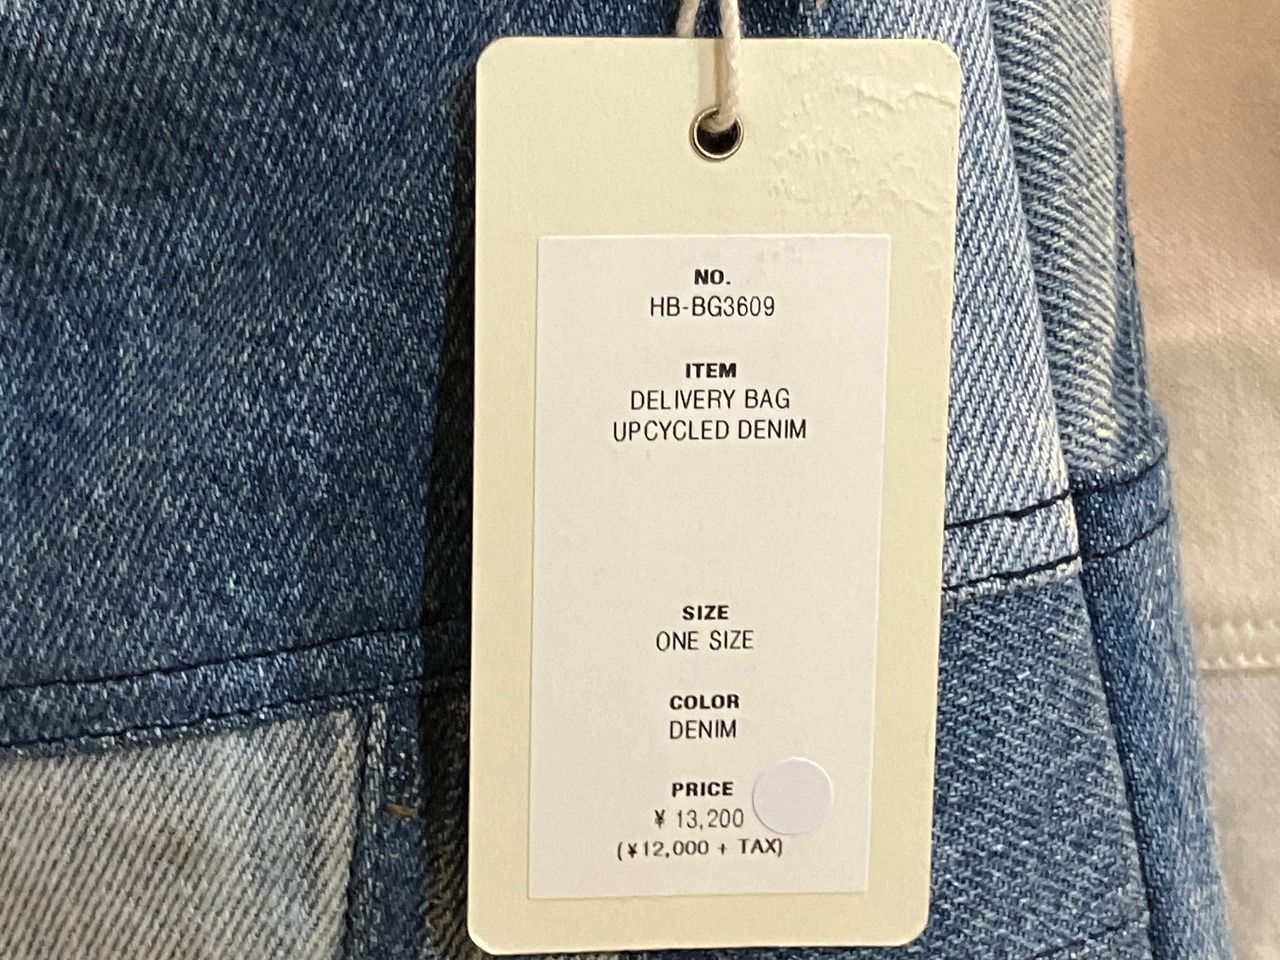 NO.
HB-BG3609
ITEM
DELIVERY BAG
UPCYCLED DENIM
SIZE
ONE SIZE
COLOR
DENIM
PRICE
¥ 13,200
(¥12,000 + TAX)